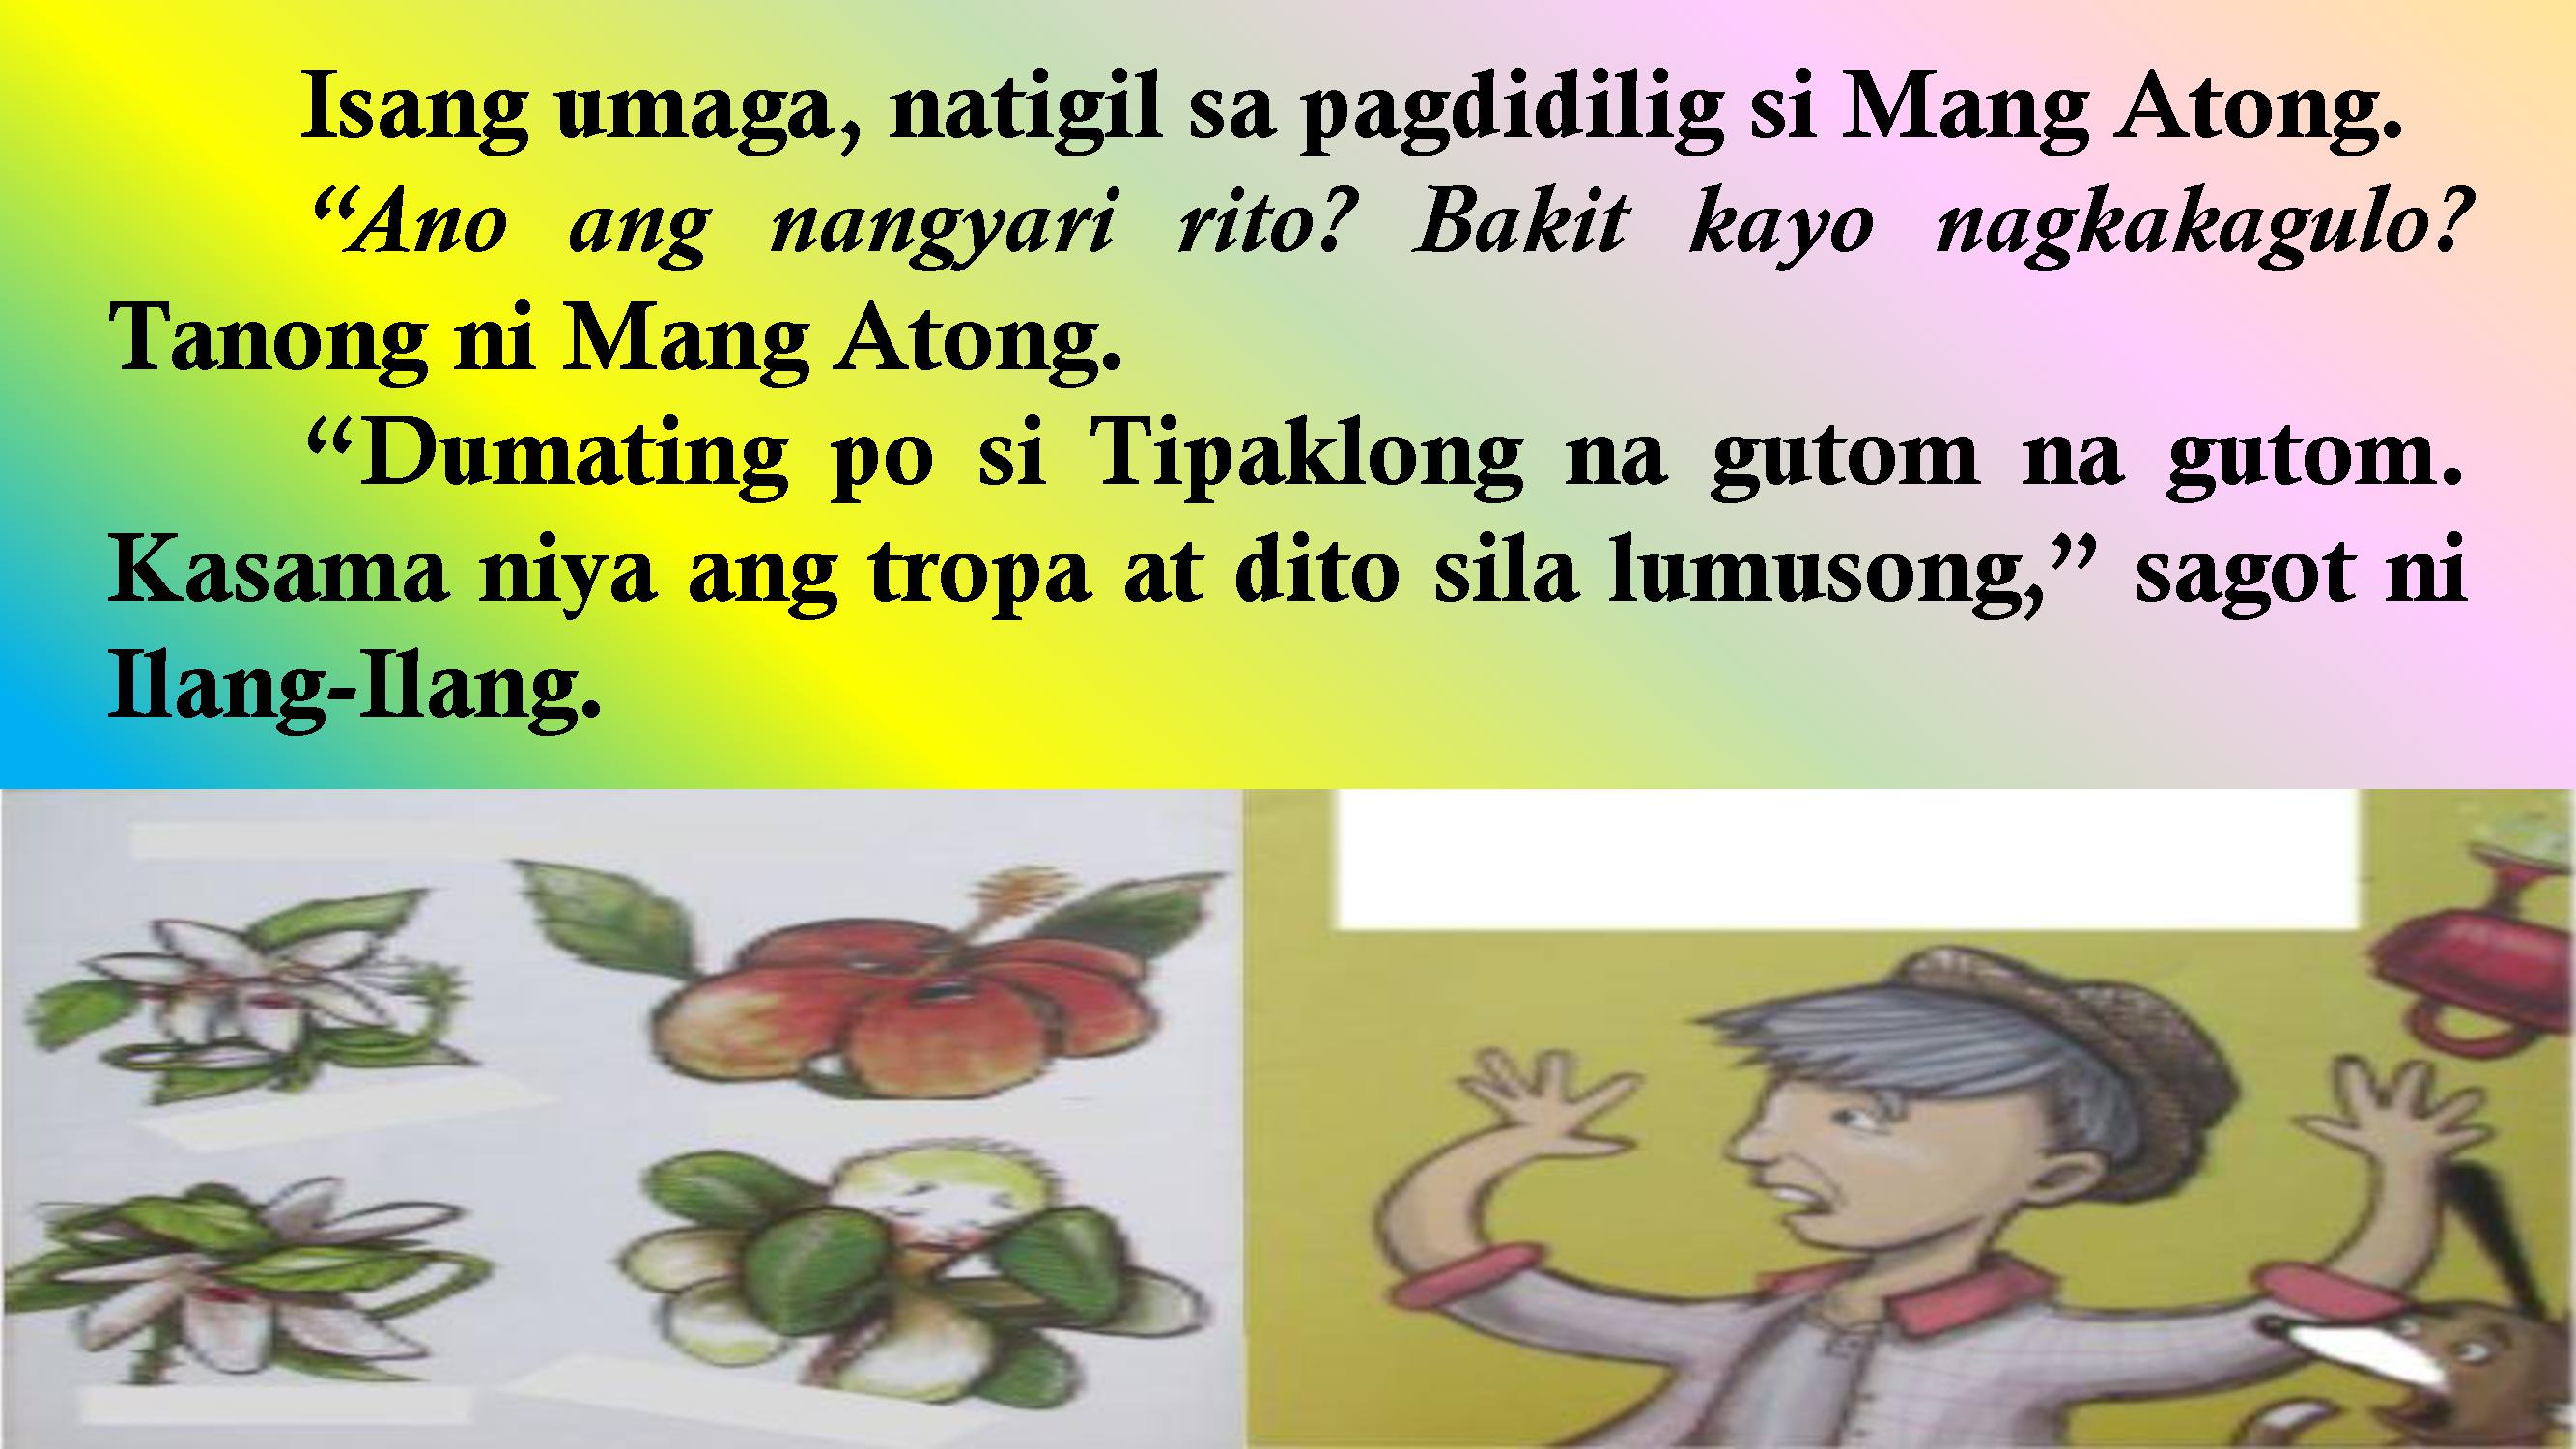 Isang umaga, natigil sa pagdidilig si Mang Atong.
“Ano ang nangyari rito? Bakit kayo nagkakagulo?
Tanong ni Mang Atong.
“Dumating po si Tipaklong na gutom na gutom.
Kasama niya ang tropa at dito sila lumusong,” sagot ni
Ilang-Ilang.